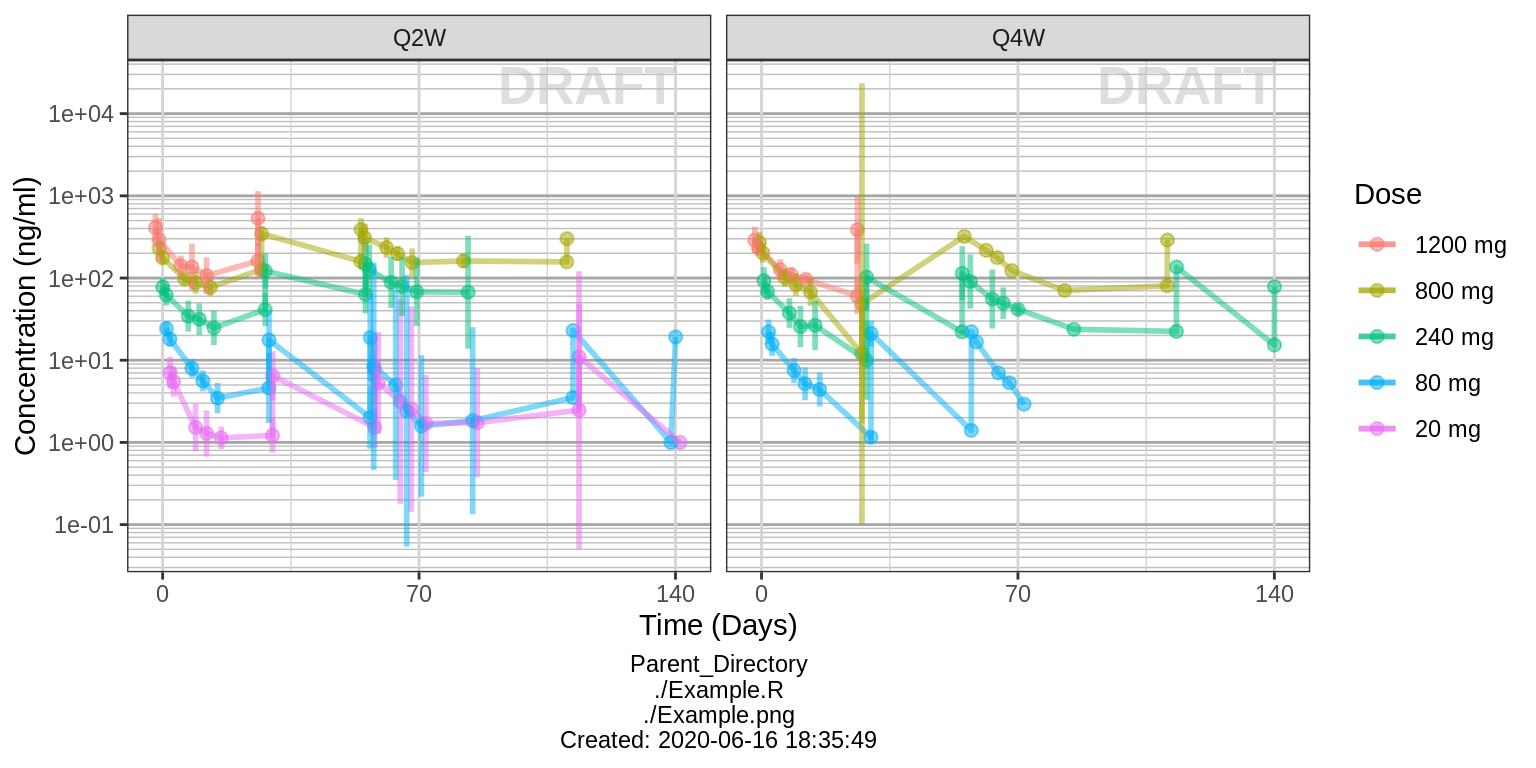 Q2W
Q4W
DRAFT
DRAFT
Concentration (ng/ml)
1e+04
1e+03
1e+02
1e+01
1e+00
1e-01
0
70
140
0
70
140
Time (Days)
Dose
1200 mg
800 mg
240 mg
80 mg
20 mg
Parent_Directory
./Example.R
./Example.png
Created: 2020-06-16 18:35:49